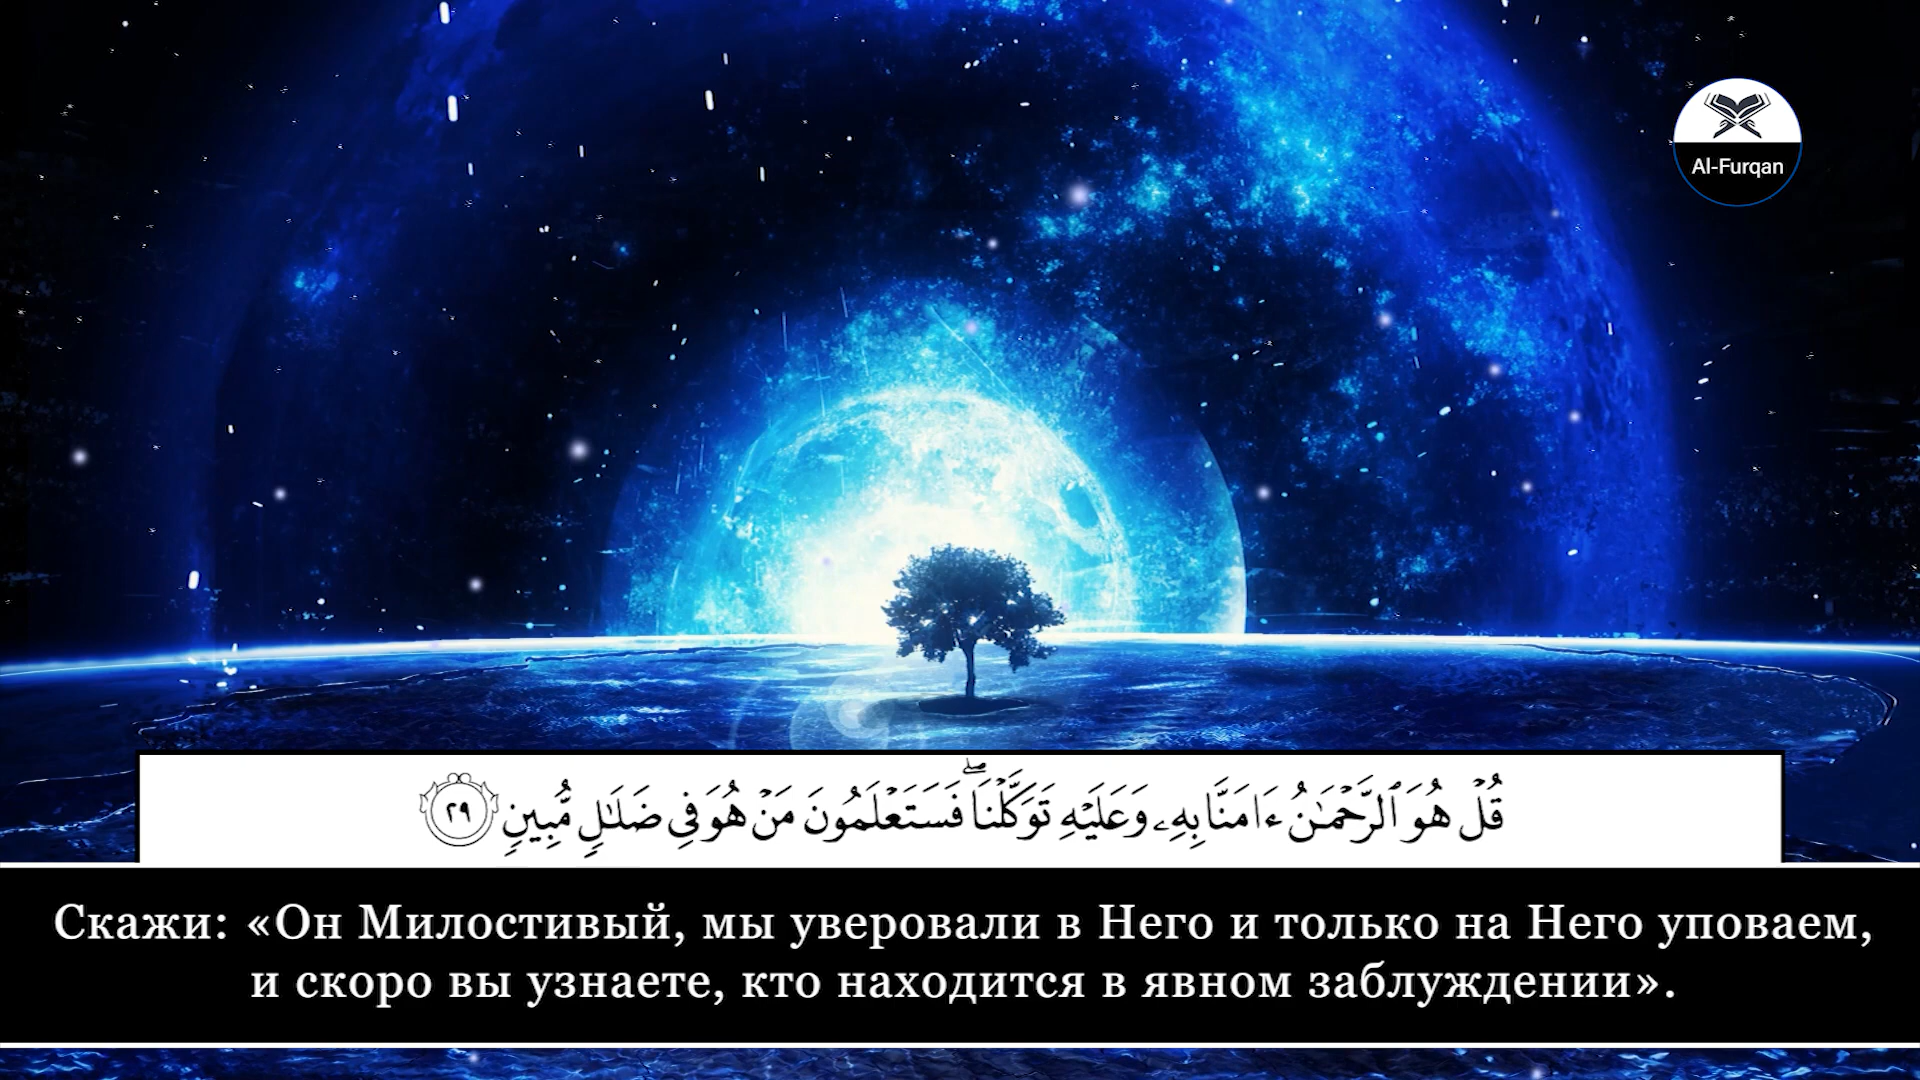 Al-Furqan
قُلْ هُوَ ٱلرَّحْمَٰنُ ءَامَنَّا بِهِۦ وَعَلَيْهِ تَوَكَّلْنَا ۖ فَسَتَعْلَمُونَ مَنْ هُوَ فِى ضَلَٰلٍ مُّبِينٍ ٢٩
Скажи: «Он Милостивый, мы уверовали в Него и только на Него уповаем,
и скоро вы узнаете, кто находится в явном заблуждении».